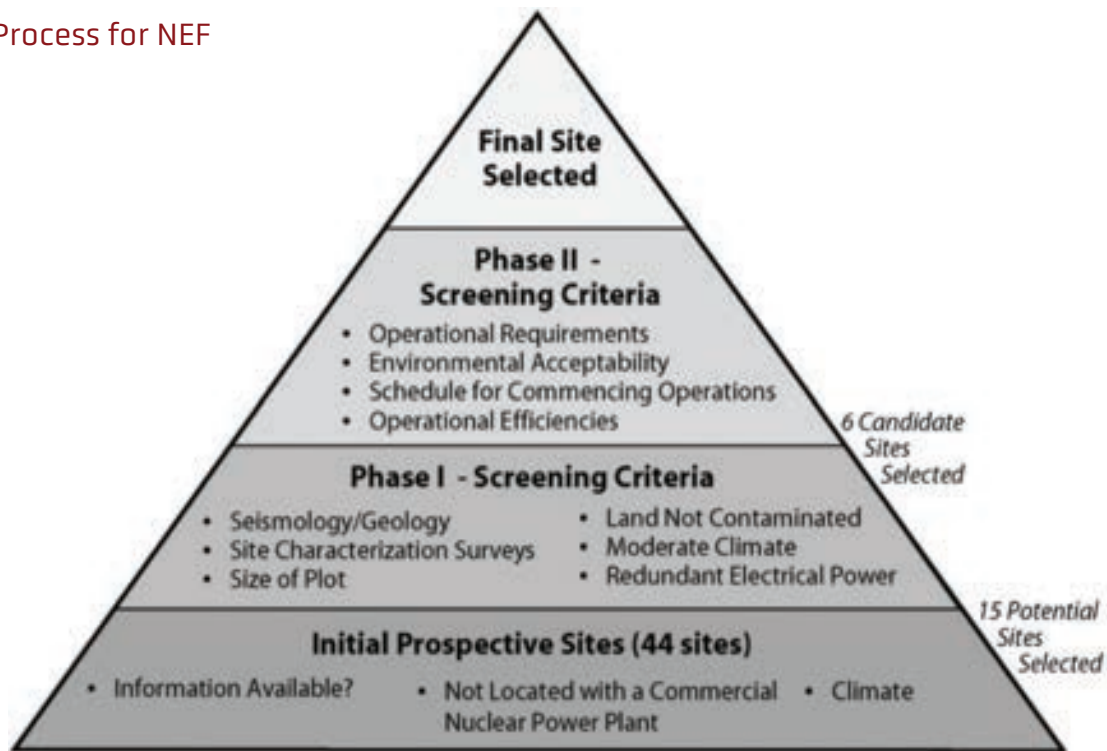 Process for NEF
Final Site
Selected
Phase II -
Screening Criteria
• Operational Requirements
• Environmental Acceptability
• Schedule for Commencing Operations
• Operational Efficiencies
6 Candidate
Sites
Selected
Phase I - Screening Criteria
• Seismology/Geology
• Site Characterization Surveys
• Size of Plot
• Land Not Contaminated
• Moderate Climate
• Redundant Electrical Power
15 Potential
Sites
Selected
Initial Prospective Sites (44 sites)
• Information Available?
• Not Located with a Commercial
Nuclear Power Plant
• Climate